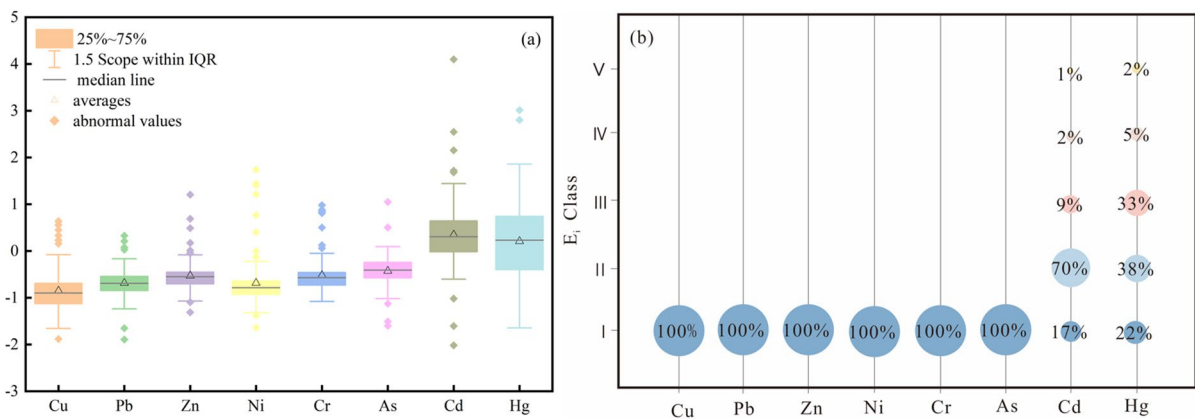 5
4
3
2
1
0
-1
-2
-3
25%~75%
1.5 Scope within IQR
median line
averages
abnormal values
(a)
Cu Pb Zn Ni Cr As Cd Hg
(b)
E_i Class
V 1% 2%
IV 2% 5%
III 9% 33%
II 70% 38%
I 100% 100% 100% 100% 100% 100% 17% 22%
Cu Pb Zn Ni Cr As Cd Hg